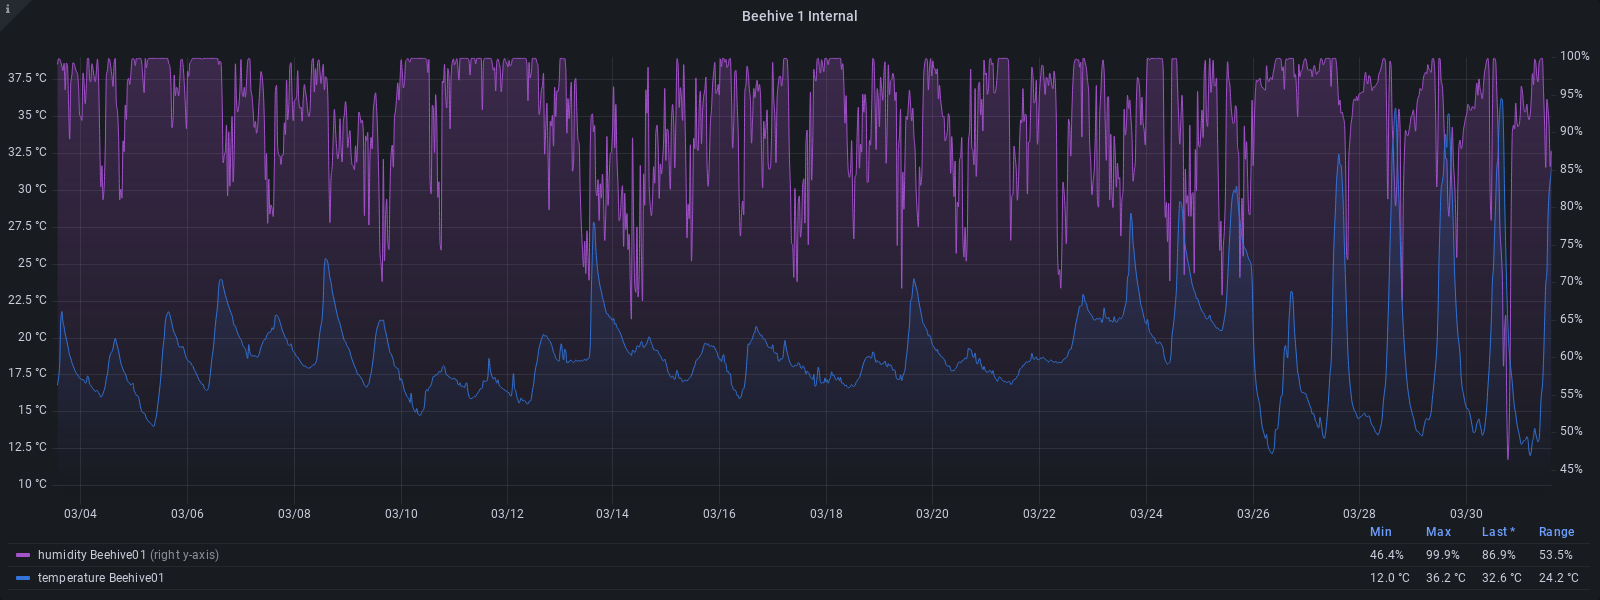 i
Beehive 1 Internal
37.5 °C
35 °C
32.5 °C
30 °C
27.5 °C
25 °C
22.5 °C
20 °C
17.5 °C
15 °C
12.5 °C
10 °C
100%
95%
90%
85%
80%
75%
70%
65%
60%
55%
50%
45%
03/04 03/06 03/08 03/10 03/12 03/14 03/16 03/18 03/20 03/22 03/24 03/26 03/28 03/30
Min Max Last * Range
humidity Beehive01 (right y-axis) 46.4% 99.9% 86.9% 53.5%
temperature Beehive01 12.0 °C 36.2 °C 32.6 °C 24.2 °C